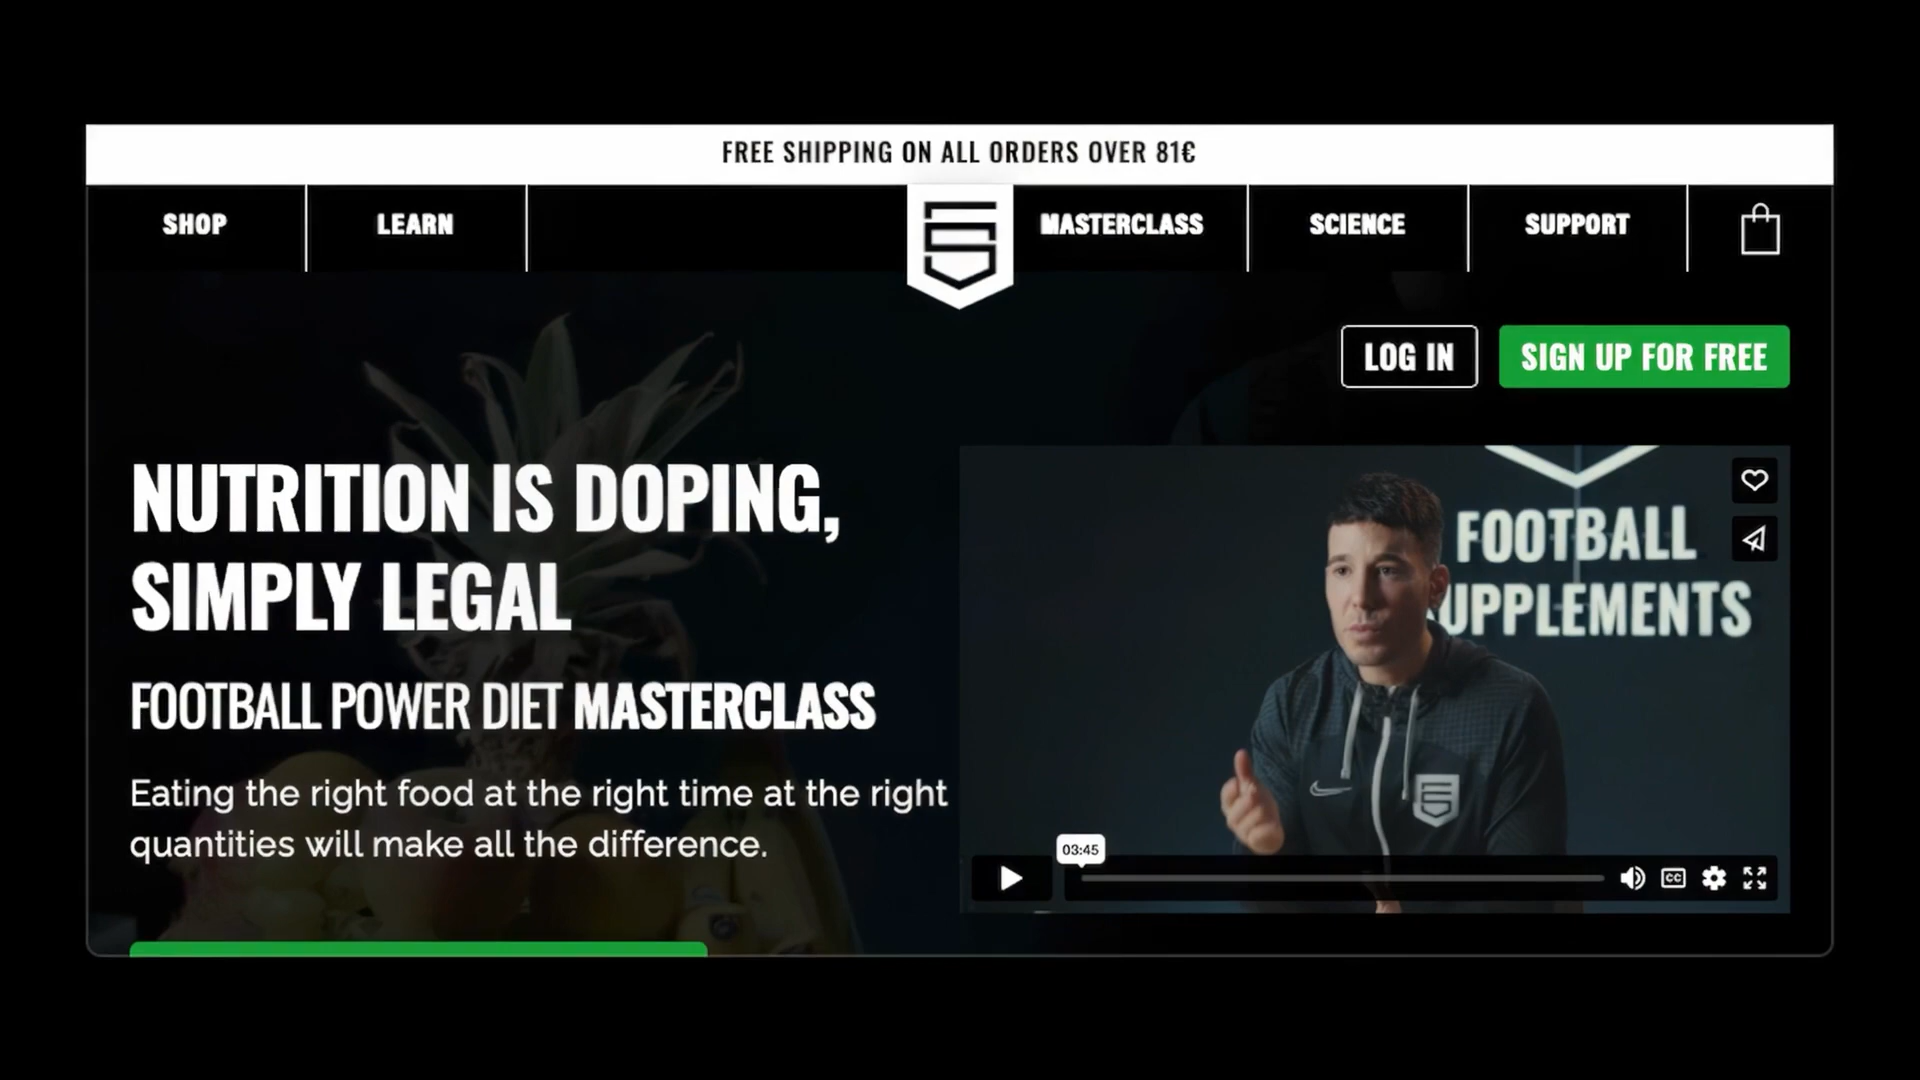 FREE SHIPPING ON ALL ORDERS OVER 81€
SHOP
LEARN
MASTERCLASS
SCIENCE
SUPPORT
LOG IN
SIGN UP FOR FREE
NUTRITION IS DOPING,
SIMPLY LEGAL
FOOTBALL POWER DIET MASTERCLASS
Eating the right food at the right time at the right
quantities will make all the difference.
FOOTBALL
UPPLEMENTS
03:45
CC